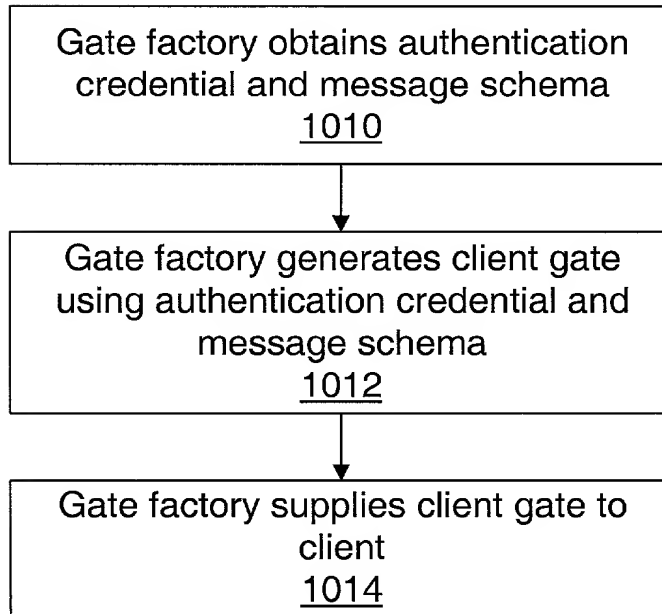 Gate factory obtains authentication
credential and message schema
1010
Gate factory generates client gate
using authentication credential and
message schema
1012
Gate factory supplies client gate to
client
1014